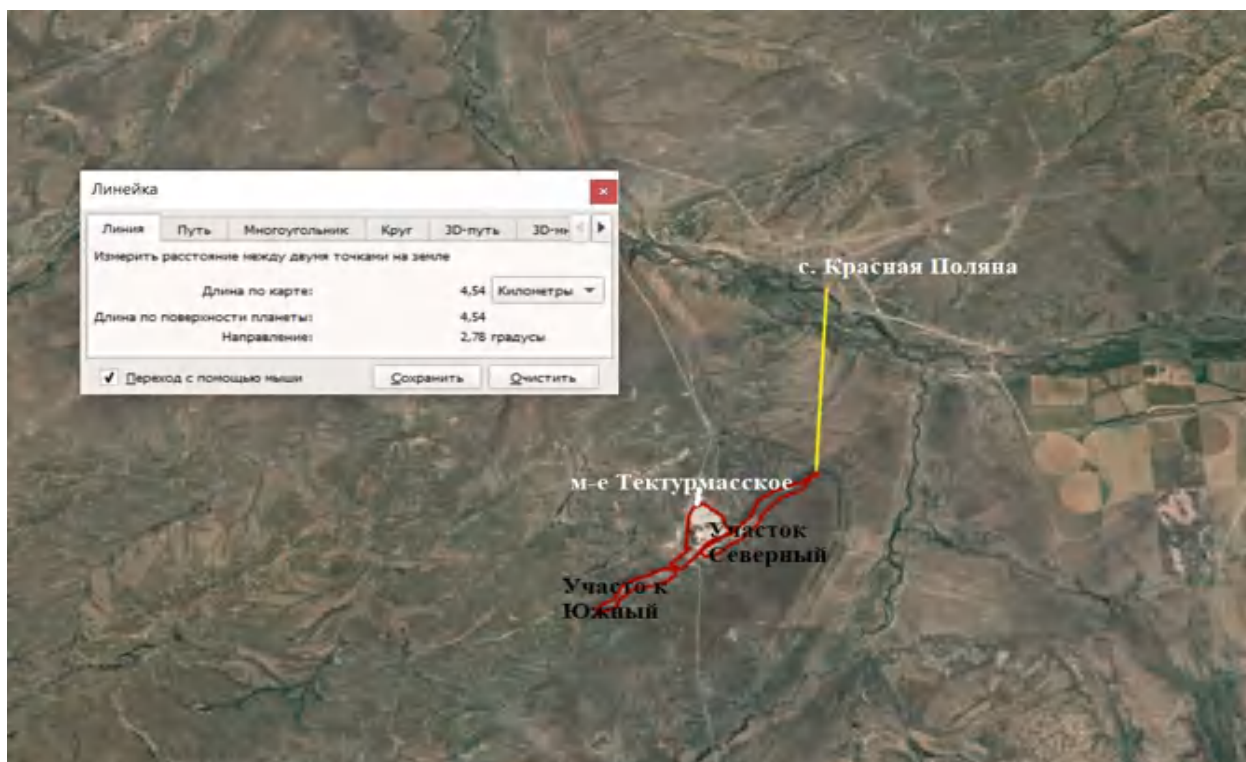 Линейка
Линия Путь Многоугольник Круг 3D-путь
Измерить расстояние между двумя точками на земле
Длина по карте: 4,54 Километры
Длина по поверхности планеты: 4,54
Направление: 2,78 градусы
Переход с помощью мыши Сохранить Очистить
с. Красная Поляна
м-е Тектурмасское
Участок
Северный
Участо к
Южный